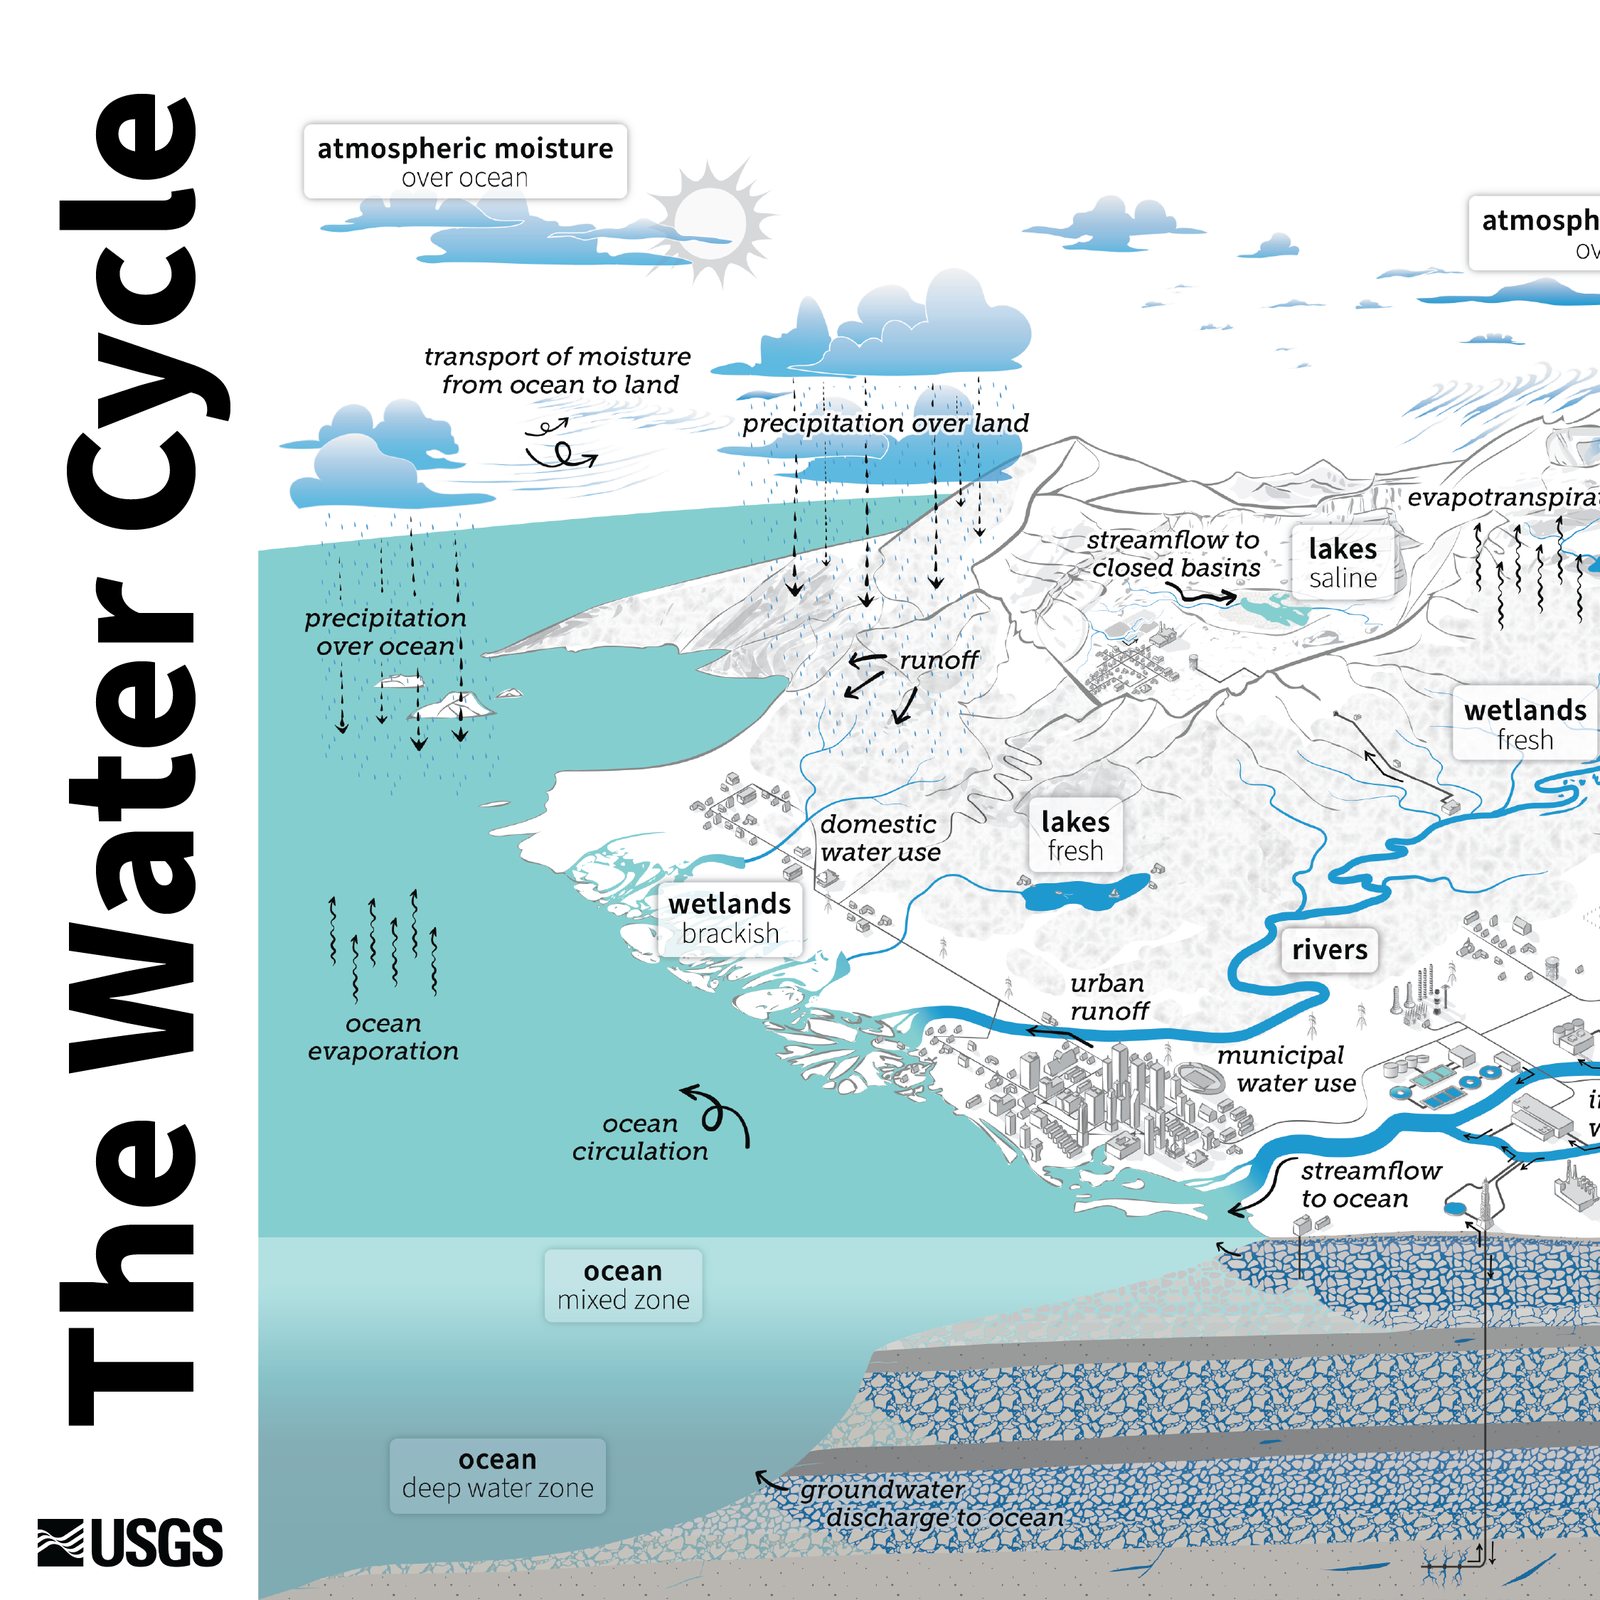 The Water Cycle
USGS
atmospheric moisture
over ocean
transport of moisture
from ocean to land
precipitation over land
precipitation
over ocean
streamflow to
closed basins
lakes
saline
runoff
wetlands
fresh
domestic
water use
lakes
fresh
wetlands
brackish
rivers
urban
runoff
ocean
evaporation
municipal
water use
ocean
circulation
streamflow
to ocean
ocean
mixed zone
ocean
deep water zone
groundwater
discharge to ocean